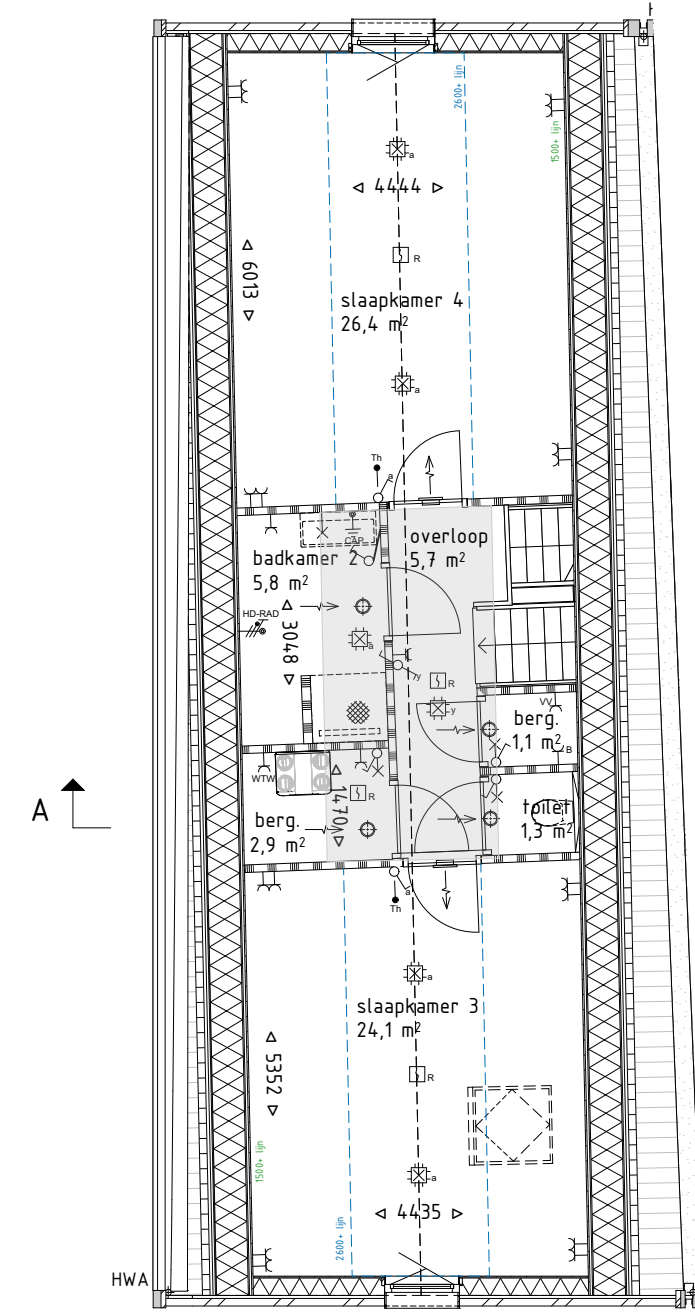 2600+ lijn
1500+ lijn
a
4444
6013
R
slaapkamer 4
26,4 m²
a
Th
a
CAP
overloop
5,7 m²
badkamer 2
5,8 m²
HD-RAD
3048
a
y
R
y
VV
berg.
1,1 m²
B
WTW
1470
R
berg.
2,9 m²
toilet
1,3 m²
A
a
Th
a
slaapkamer 3
24,1 m²
5352
R
1500+ lijn
a
4435
2600+ lijn
HWA